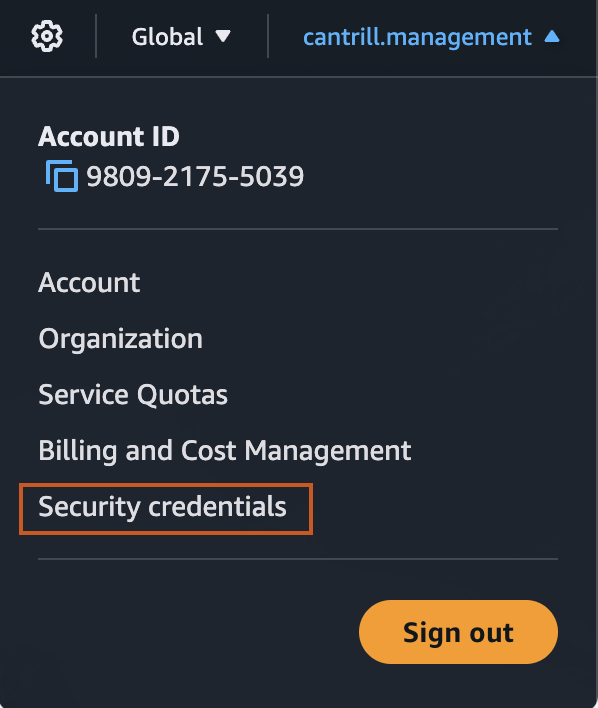 Global cantrill.management
Account ID
9809-2175-5039
Account
Organization
Service Quotas
Billing and Cost Management
Security credentials
Sign out